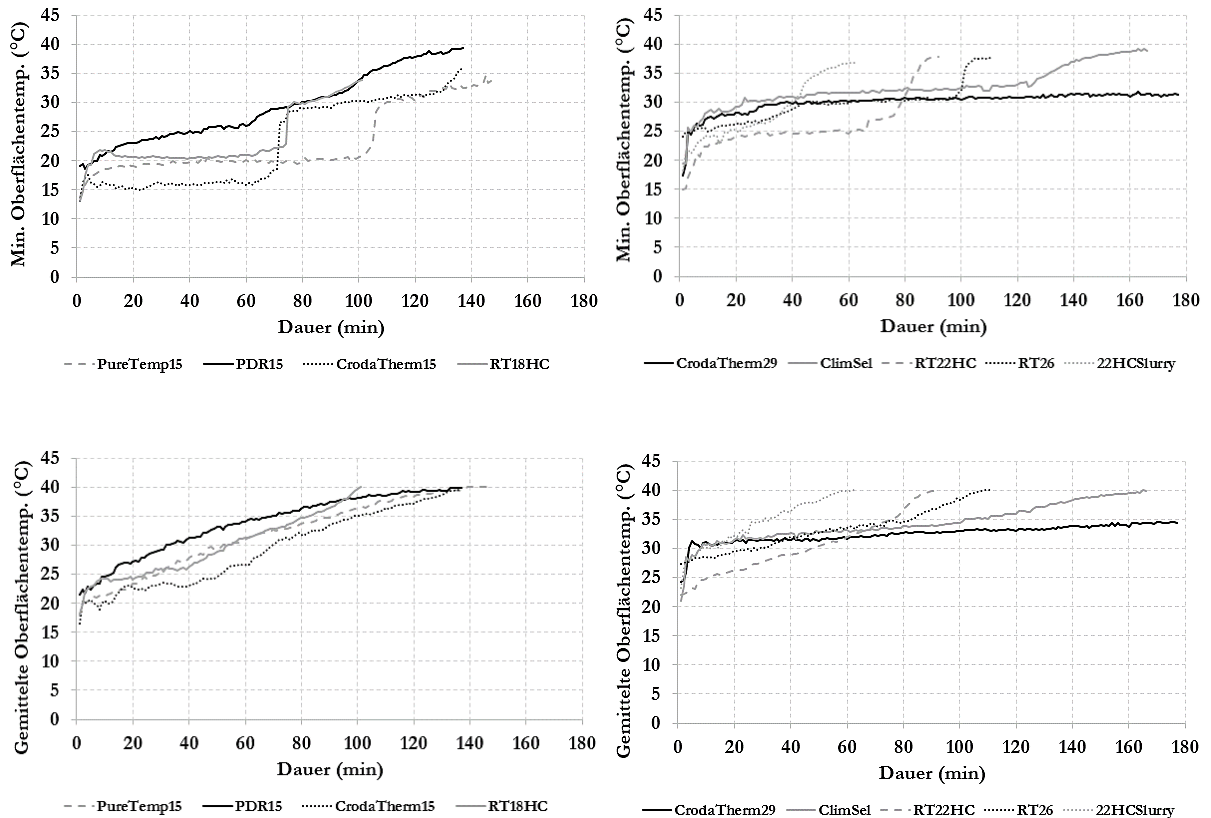 Min. Oberflächentemp. (°C)
45
40
35
30
25
20
15
10
5
0
0 20 40 60 80 100 120 140 160 180
Dauer (min)
PureTemp15 PDR15 CrodaTherm15 RT18HC
Min. Oberflächentemp. (°C)
45
40
35
30
25
20
15
10
5
0
0 20 40 60 80 100 120 140 160 180
Dauer (min)
CrodaTherm29 ClimSel RT22HC RT26 22HCSlurry
Gemittelte Oberflächentemp. (°C)
45
40
35
30
25
20
15
10
5
0
0 20 40 60 80 100 120 140 160 180
Dauer (min)
PureTemp15 PDR15 CrodaTherm15 RT18HC
Gemittelte Oberflächentemp. (°C)
45
40
35
30
25
20
15
10
5
0
0 20 40 60 80 100 120 140 160 180
Dauer (min)
CrodaTherm29 ClimSel RT22HC RT26 22HCSlurry